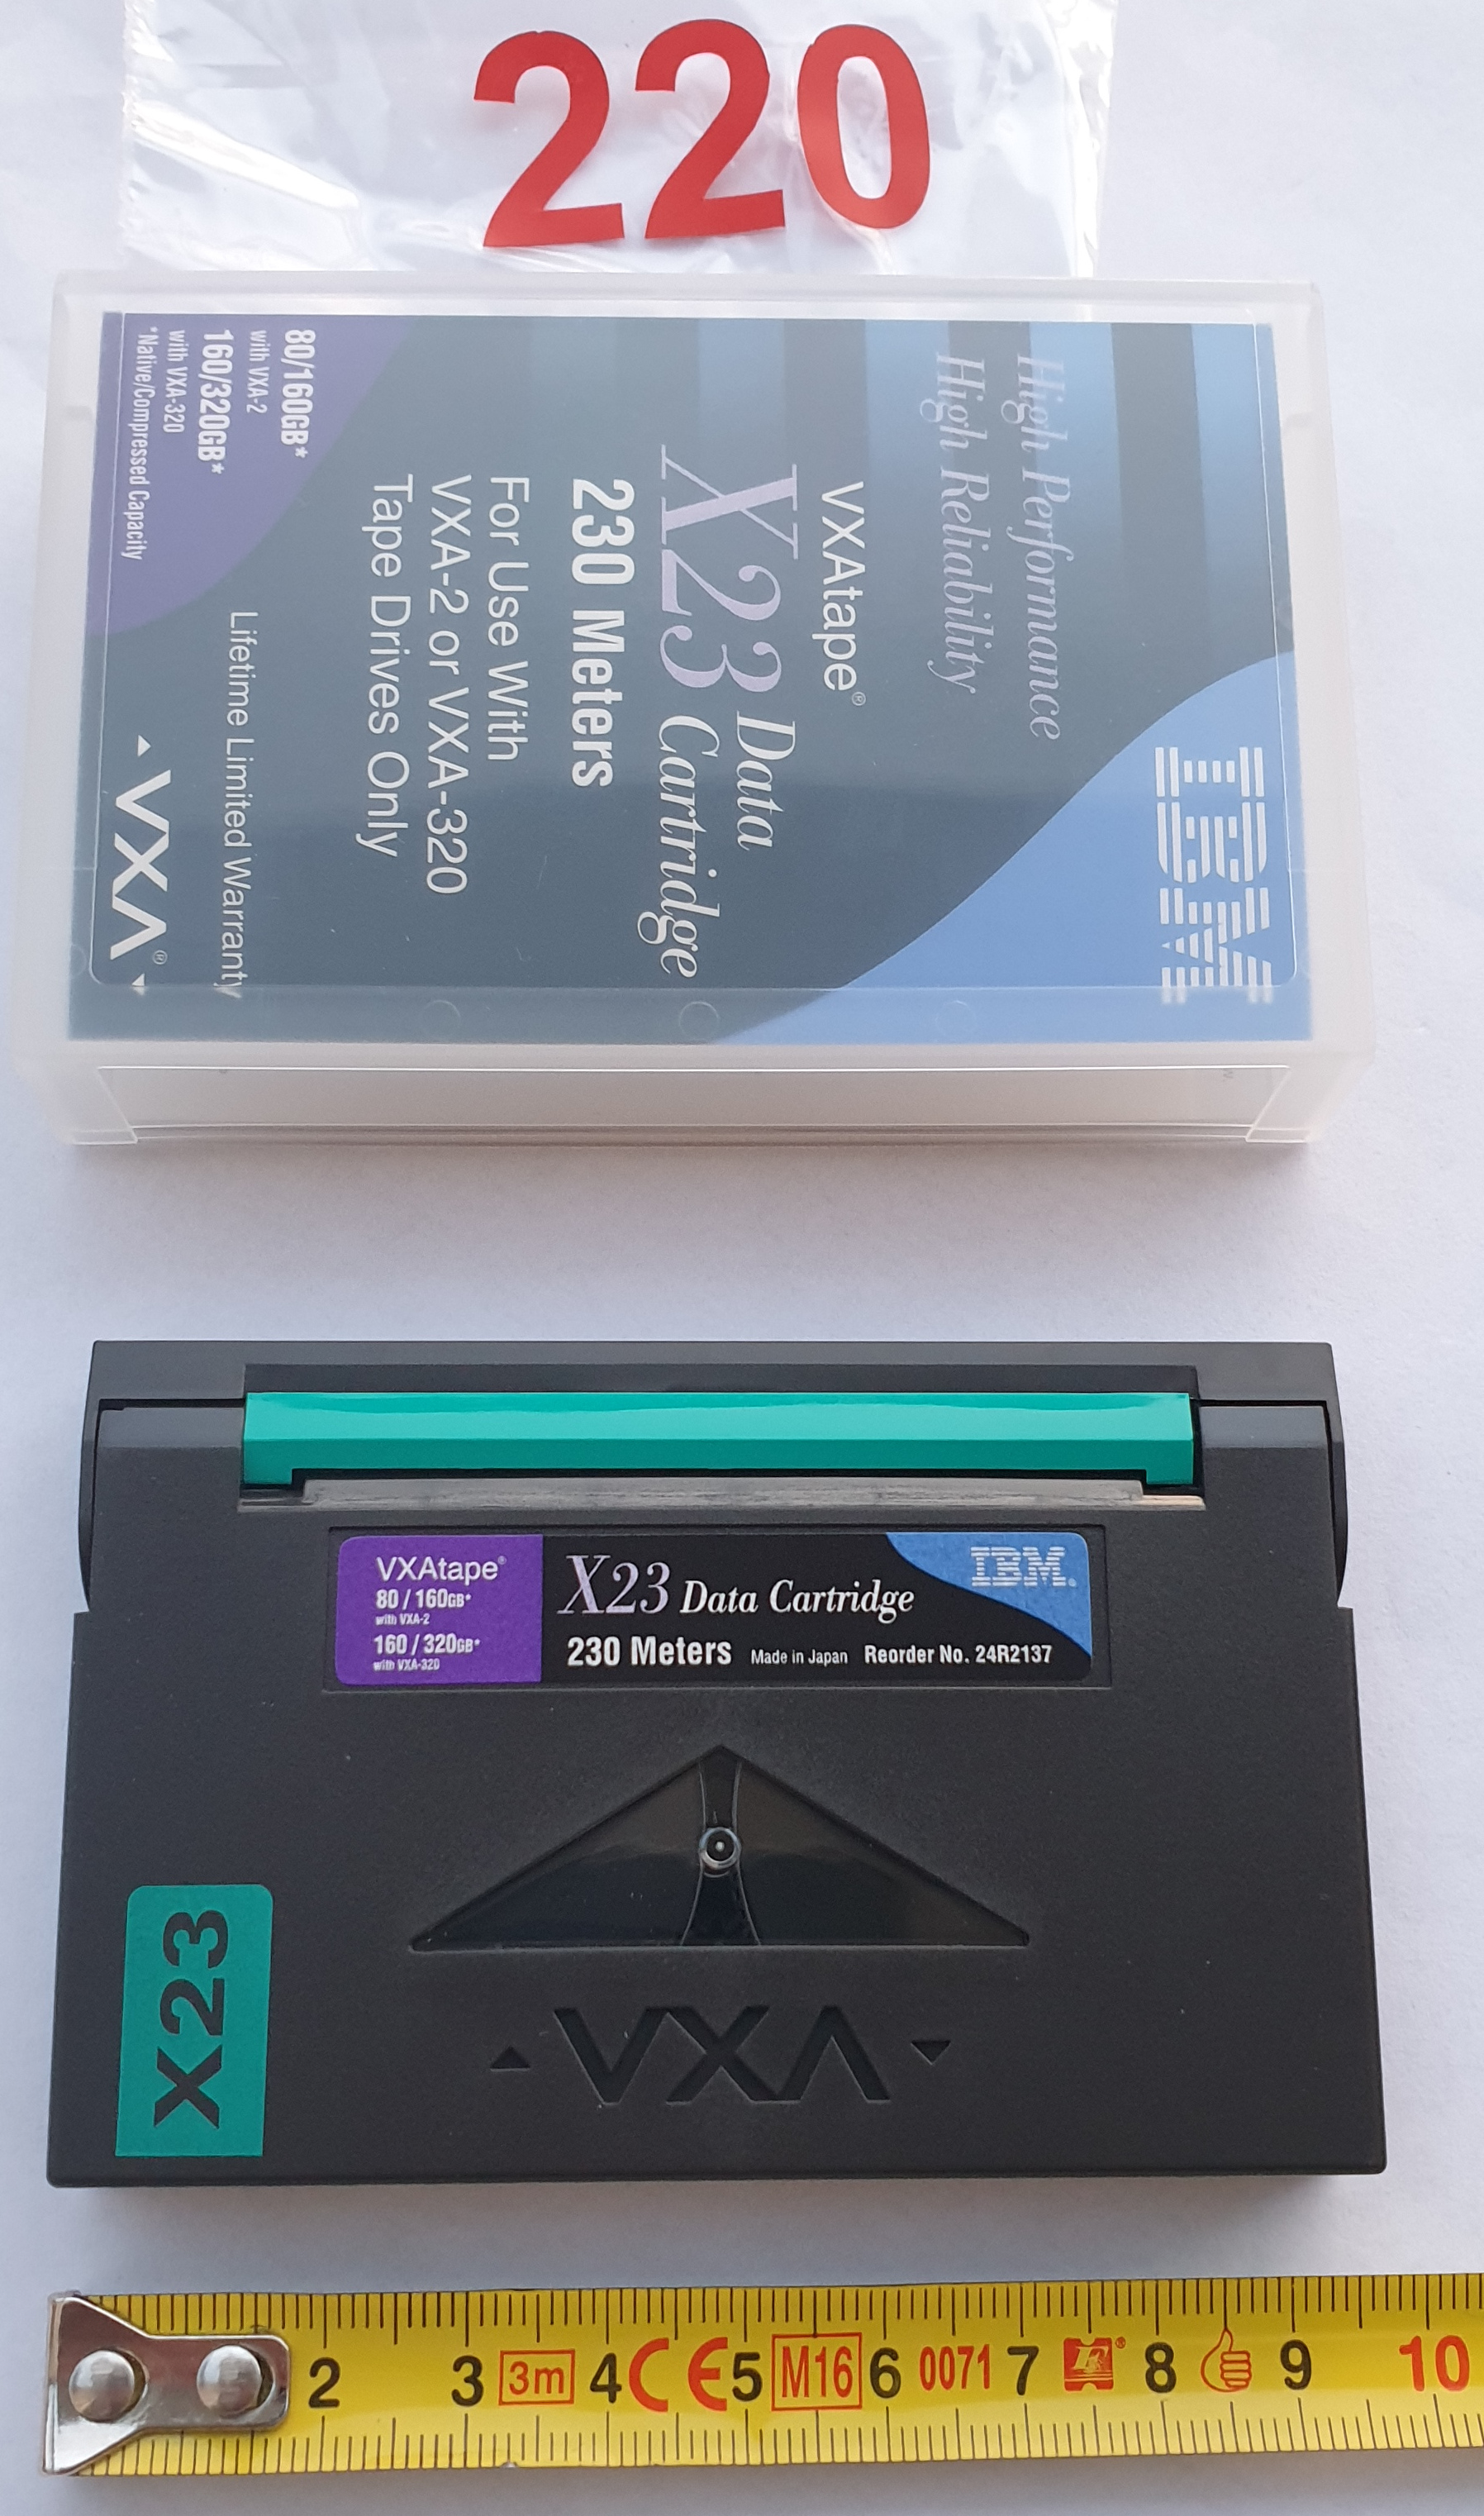 220
IBM
High Performance
High Reliability
VXAtape®
X23 Data
Cartridge
230 Meters
For Use With
VXA-2 or VXA-320
Tape Drives Only
80/160GB*
with VXA-2
160/320GB*
with VXA-320
*Native/Compressed Capacity
Lifetime Limited Warranty
VXA®
VXAtape®
80 / 160GB*
with VXA-2
160 / 320GB*
with VXA-320
X23 Data Cartridge
IBM.
230 Meters Made in Japan Reorder No. 24R2137
X23
VXA
2 3 3m 4 CE 5 M16 6 0071 7 ® 8 9 10